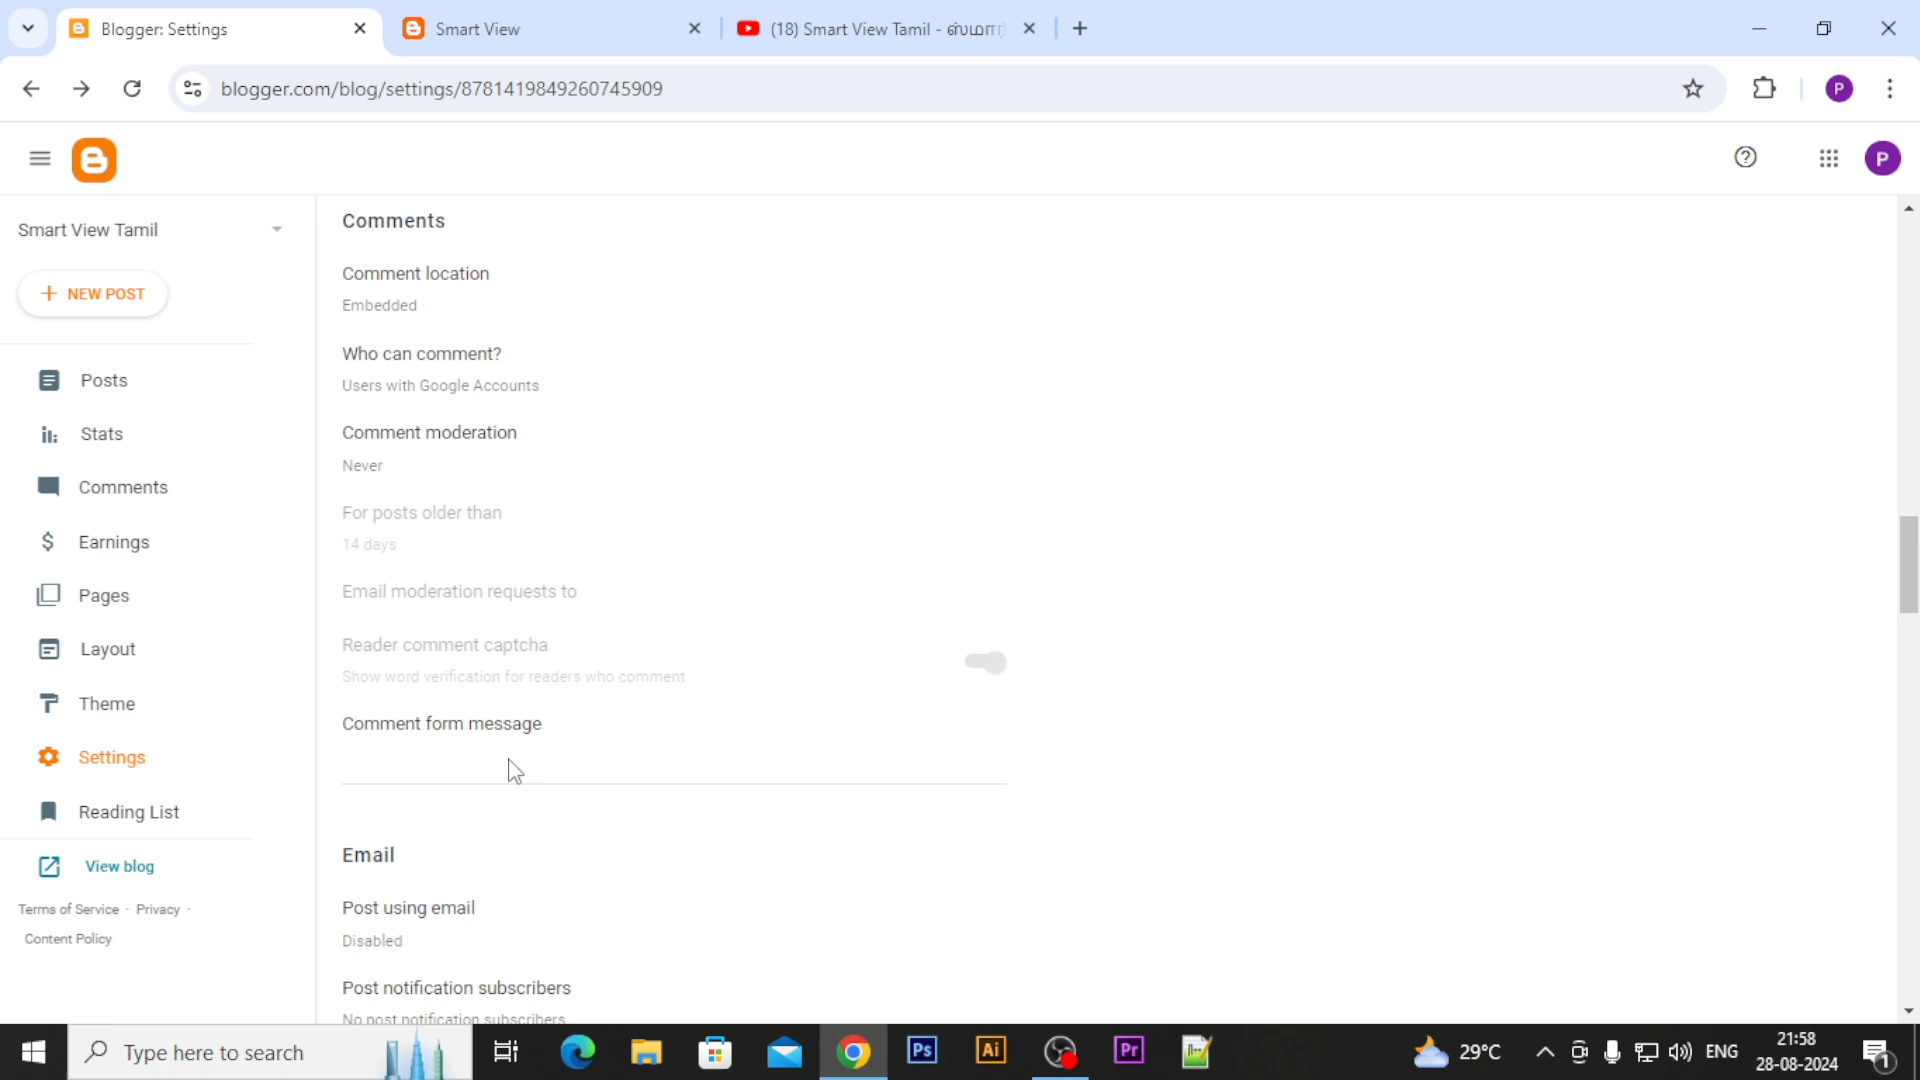 Blogger: Settings
Smart View
(18) Smart View Tamil - ஸ்மார்
blogger.com/blog/settings/8781419849260745909
P
P
Smart View Tamil
NEW POST
Posts
Stats
Comments
Earnings
Pages
Layout
Theme
Settings
Reading List
View blog
Terms of Service · Privacy ·
Content Policy
Comments
Comment location
Embedded
Who can comment?
Users with Google Accounts
Comment moderation
Never
For posts older than
14 days
Email moderation requests to
Reader comment captcha
Show word verification for readers who comment
Comment form message
Email
Post using email
Disabled
Post notification subscribers
No post notification subscribers
Type here to search
Ps
Ai
Pr
29°C
ENG
21:58
28-08-2024
1